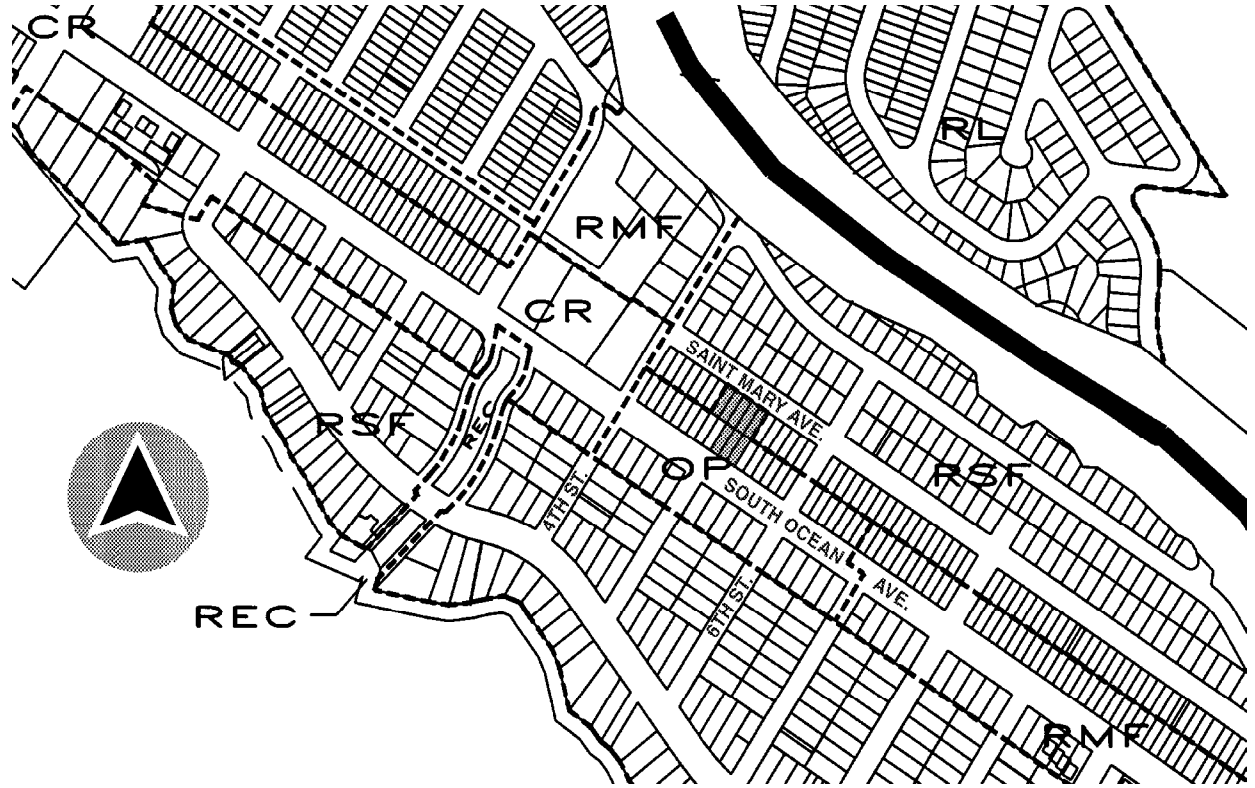 CR
RL
RMF
CR
SAINT MARY AVE.
REC
RSF
OP
RSF
4TH ST.
SOUTH OCEAN AVE.
6TH ST.
REC
RMF